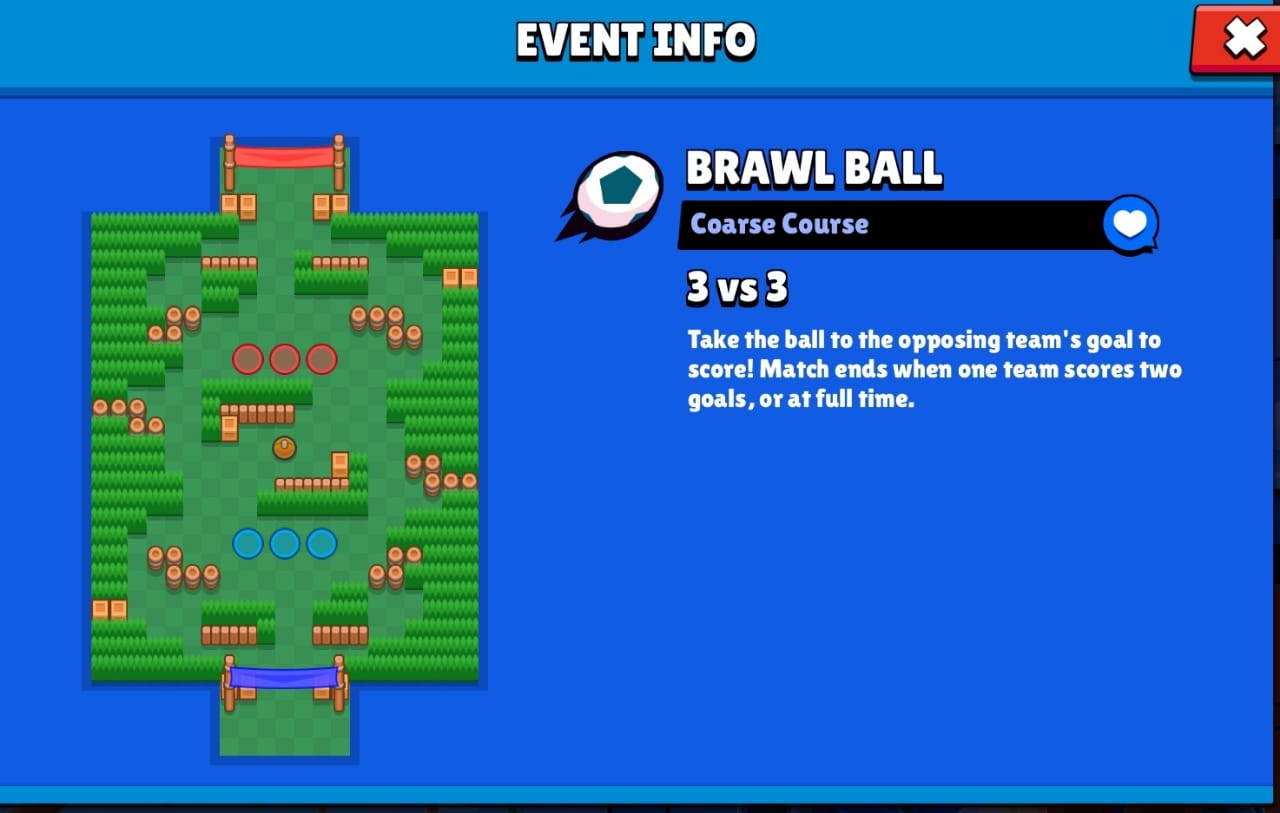 EVENT INFO
BRAWL BALL
Coarse Course
3 vs 3
Take the ball to the opposing team's goal to
score! Match ends when one team scores two
goals, or at full time.